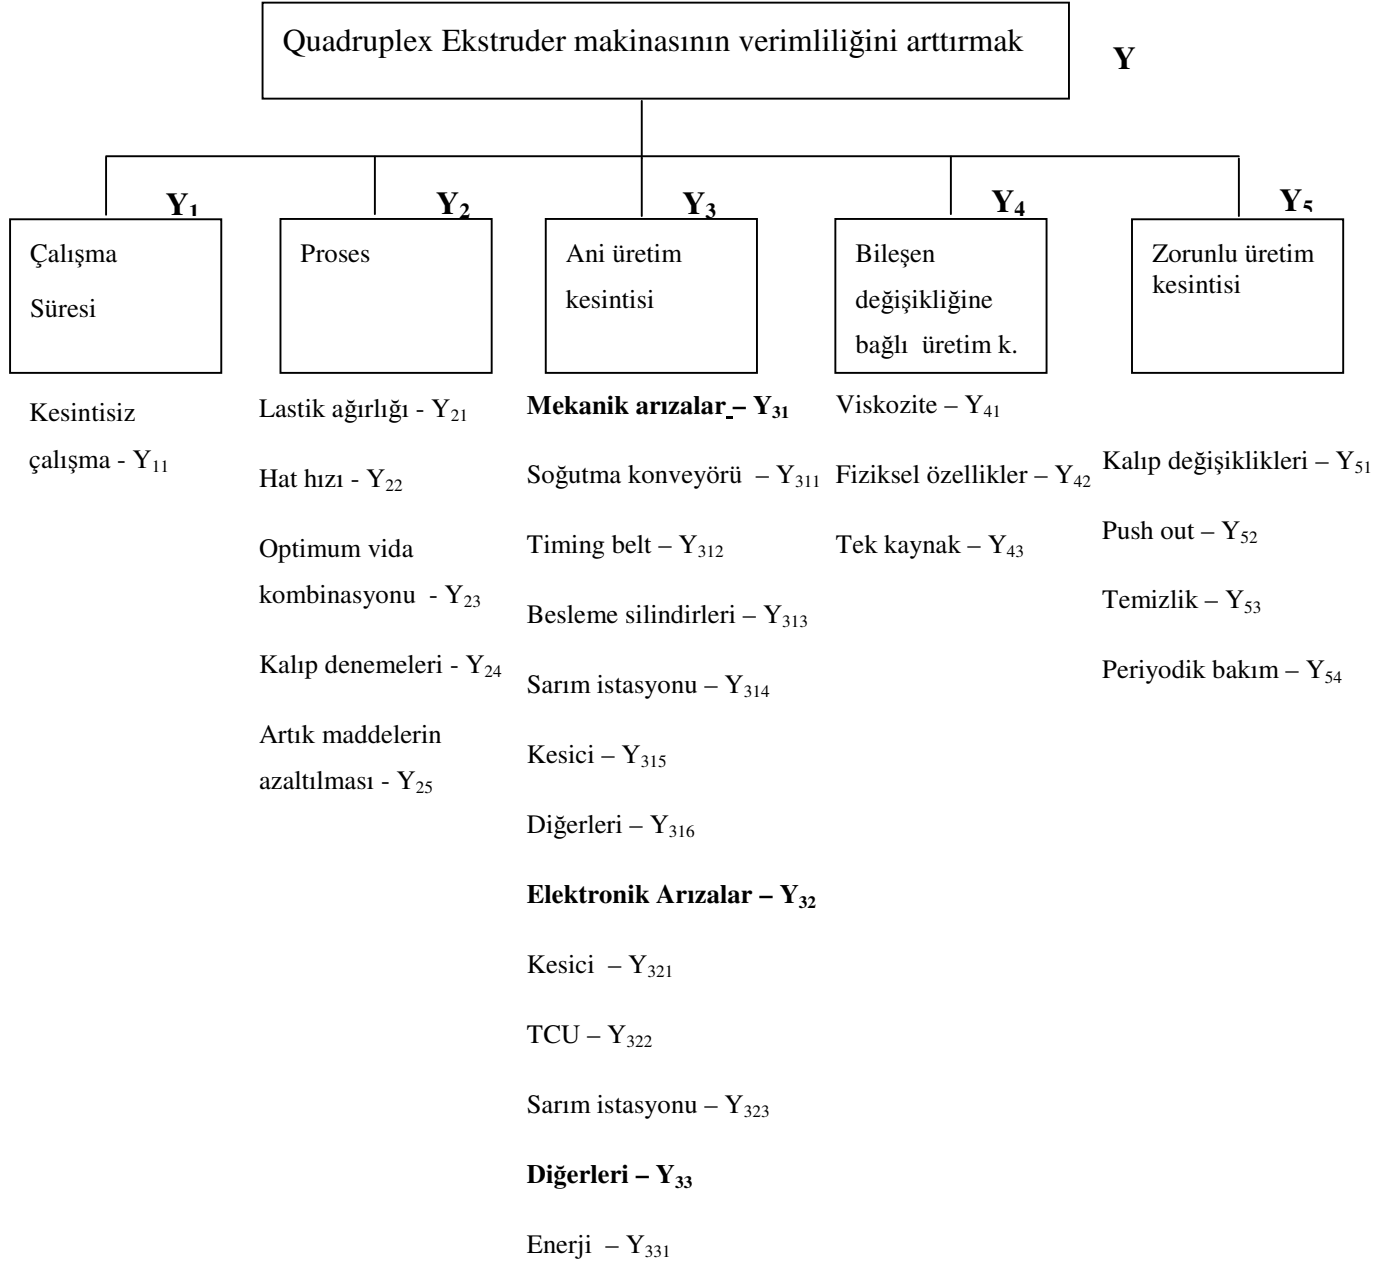 Quadruplex Ekstruder makinasının verimliliğini arttırmak
Y
Y1
Y2
Y3
Y4
Y5
Çalışma
Süresi
Proses
Ani üretim
kesintisi
Bileşen
değişikliğine
bağlı üretim k.
Zorunlu üretim
kesintisi
Kesintisiz
çalışma - Y11
Lastik ağırlığı - Y21
Hat hızı - Y22
Optimum vida
kombinasyonu - Y23
Kalıp denemeleri - Y24
Artık maddelerin
azaltılması - Y25
Mekanik arızalar – Y31
Soğutma konveyörü – Y311
Timing belt – Y312
Besleme silindirleri – Y313
Sarım istasyonu – Y314
Kesici – Y315
Diğerleri – Y316
Elektronik Arızalar – Y32
Kesici – Y321
TCU – Y322
Sarım istasyonu – Y323
Diğerleri – Y33
Enerji – Y331
Viskozite – Y41
Fiziksel özellikler – Y42
Tek kaynak – Y43
Kalıp değişiklikleri – Y51
Push out – Y52
Temizlik – Y53
Periyodik bakım – Y54